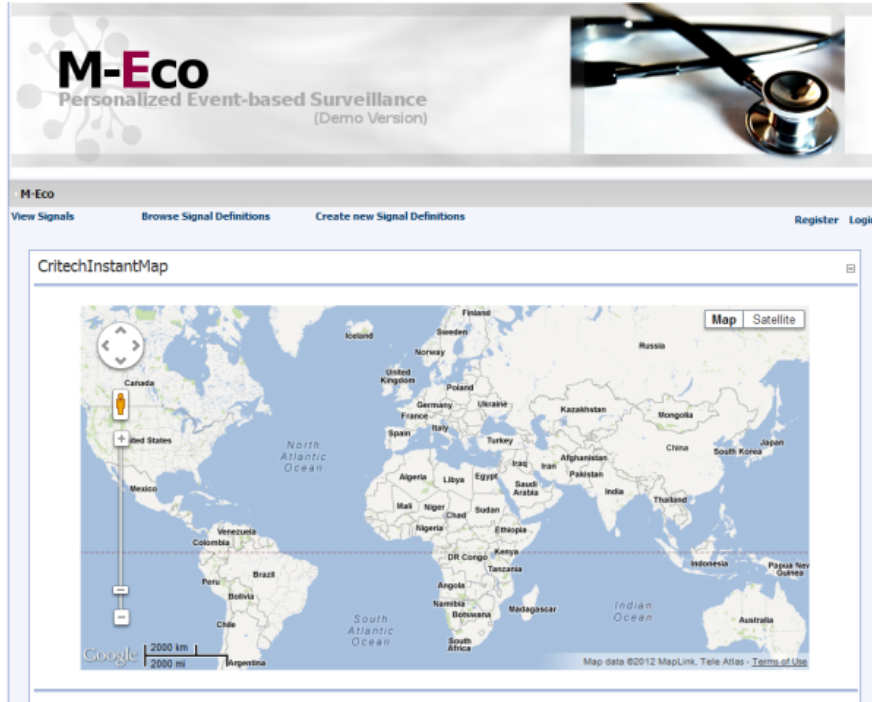 M-Eco
Personalized Event-based Surveillance
(Demo Version)
M-Eco
View Signals Browse Signal Definitions Create new Signal Definitions Register Login
CritechInstantMap
Map Satellite
Finland
Iceland Sweden
Russia
Norway
United Kingdom
Canada Poland
Germany Ukraine
Kazakhstan Mongolia
France
Spain Italy
United States
North Atlantic Ocean
Turkey China Japan
South Korea
Afghanistan
Iraq Iran
Pakistan
Algeria Libya Egypt
Saudi Arabia
Mexico India Thailand
Mali Niger Chad Sudan
Nigeria Ethiopia
Venezuela
Colombia
DR Congo Kenya
Indonesia Papua New Guinea
Tanzania
Peru Brazil
Bolivia Angola
Namibia Botswana Madagascar
Indian Ocean
Australia
Chile
South Atlantic Ocean
South Africa
Google
2000 km
2000 mi
Argentina
Map data ©2012 MapLink, Tele Atlas - Terms of Use